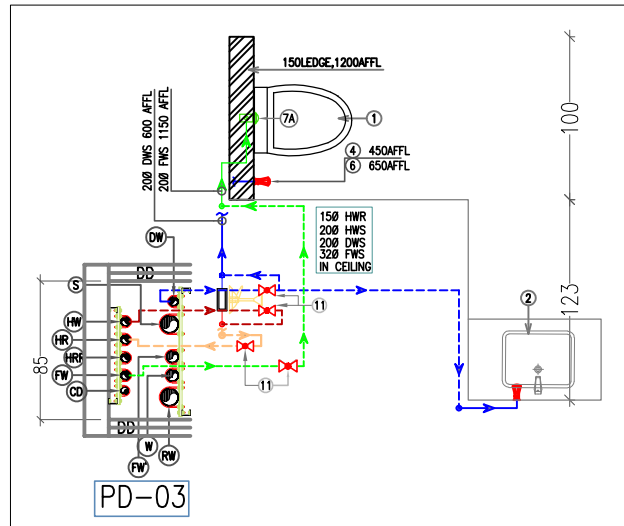 150LEDGE,1200AFFL
20Ø DWS 600 AFFL
20Ø FWS 1150 AFFL
7A
1
4 450AFFL
6 650AFFL
100
15Ø HWR
20Ø HWS
20Ø DWS
32Ø FWS
IN CEILING
DW
DD
S
HW
HR
HRF
FW
CD
85
11
11
2
123
DD
W
FW'
RW
PD-03